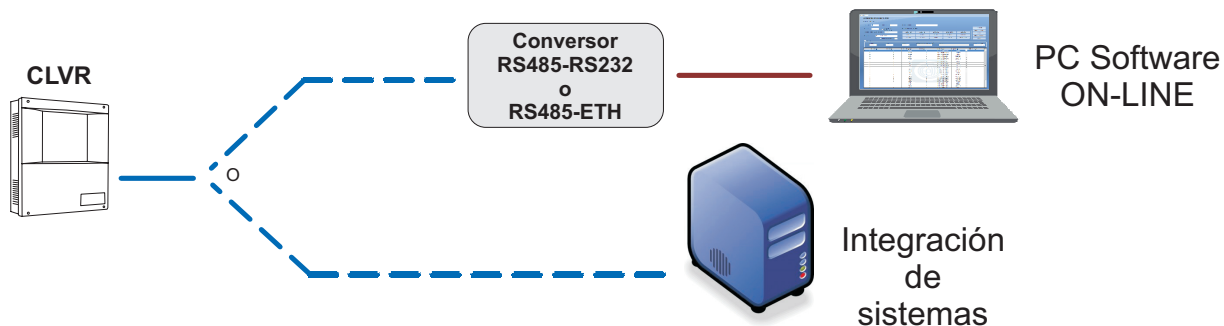 CLVR
Conversor
RS485-RS232
o
RS485-ETH
PC Software
ON-LINE
O
Integración
de
sistemas